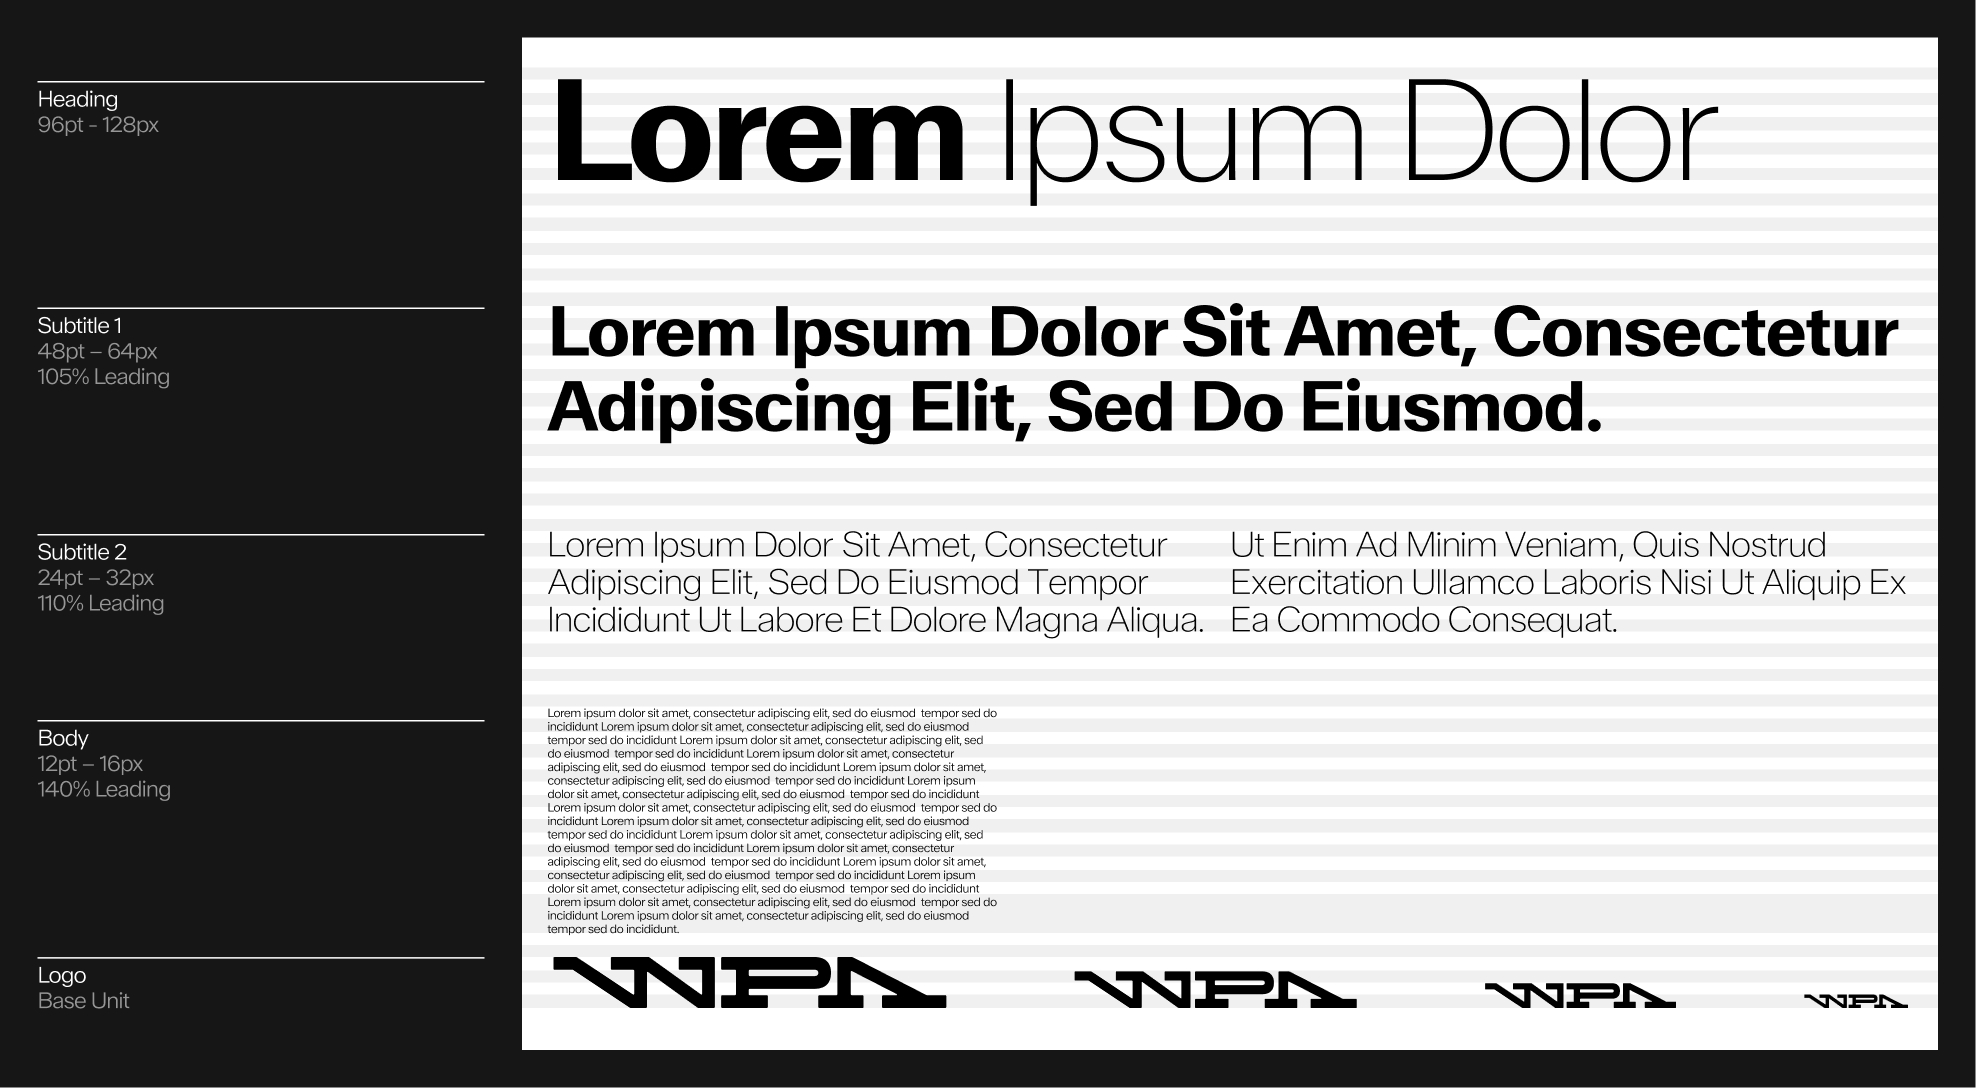 Heading
96pt - 128px
Lorem Ipsum Dolor
Subtitle 1
48pt – 64px
105% Leading
Lorem Ipsum Dolor Sit Amet, Consectetur
Adipiscing Elit, Sed Do Eiusmod.
Subtitle 2
24pt – 32px
110% Leading
Lorem Ipsum Dolor Sit Amet, Consectetur
Adipiscing Elit, Sed Do Eiusmod Tempor
Incididunt Ut Labore Et Dolore Magna Aliqua.
Ut Enim Ad Minim Veniam, Quis Nostrud
Exercitation Ullamco Laboris Nisi Ut Aliquip Ex
Ea Commodo Consequat.
Body
12pt – 16px
140% Leading
Lorem ipsum dolor sit amet, consectetur adipiscing elit, sed do eiusmod  tempor sed do
incididunt Lorem ipsum dolor sit amet, consectetur adipiscing elit, sed do eiusmod
tempor sed do incididunt Lorem ipsum dolor sit amet, consectetur adipiscing elit, sed
do eiusmod  tempor sed do incididunt Lorem ipsum dolor sit amet, consectetur
adipiscing elit, sed do eiusmod  tempor sed do incididunt Lorem ipsum dolor sit amet,
consectetur adipiscing elit, sed do eiusmod  tempor sed do incididunt Lorem ipsum
dolor sit amet, consectetur adipiscing elit, sed do eiusmod  tempor sed do incididunt
Lorem ipsum dolor sit amet, consectetur adipiscing elit, sed do eiusmod  tempor sed do
incididunt Lorem ipsum dolor sit amet, consectetur adipiscing elit, sed do eiusmod
tempor sed do incididunt Lorem ipsum dolor sit amet, consectetur adipiscing elit, sed
do eiusmod  tempor sed do incididunt Lorem ipsum dolor sit amet, consectetur
adipiscing elit, sed do eiusmod  tempor sed do incididunt Lorem ipsum dolor sit amet,
consectetur adipiscing elit, sed do eiusmod  tempor sed do incididunt Lorem ipsum
dolor sit amet, consectetur adipiscing elit, sed do eiusmod  tempor sed do incididunt
Lorem ipsum dolor sit amet, consectetur adipiscing elit, sed do eiusmod  tempor sed do
incididunt Lorem ipsum dolor sit amet, consectetur adipiscing elit, sed do eiusmod
tempor sed do incididunt.
Logo
Base Unit
WPA WPA WPA WPA